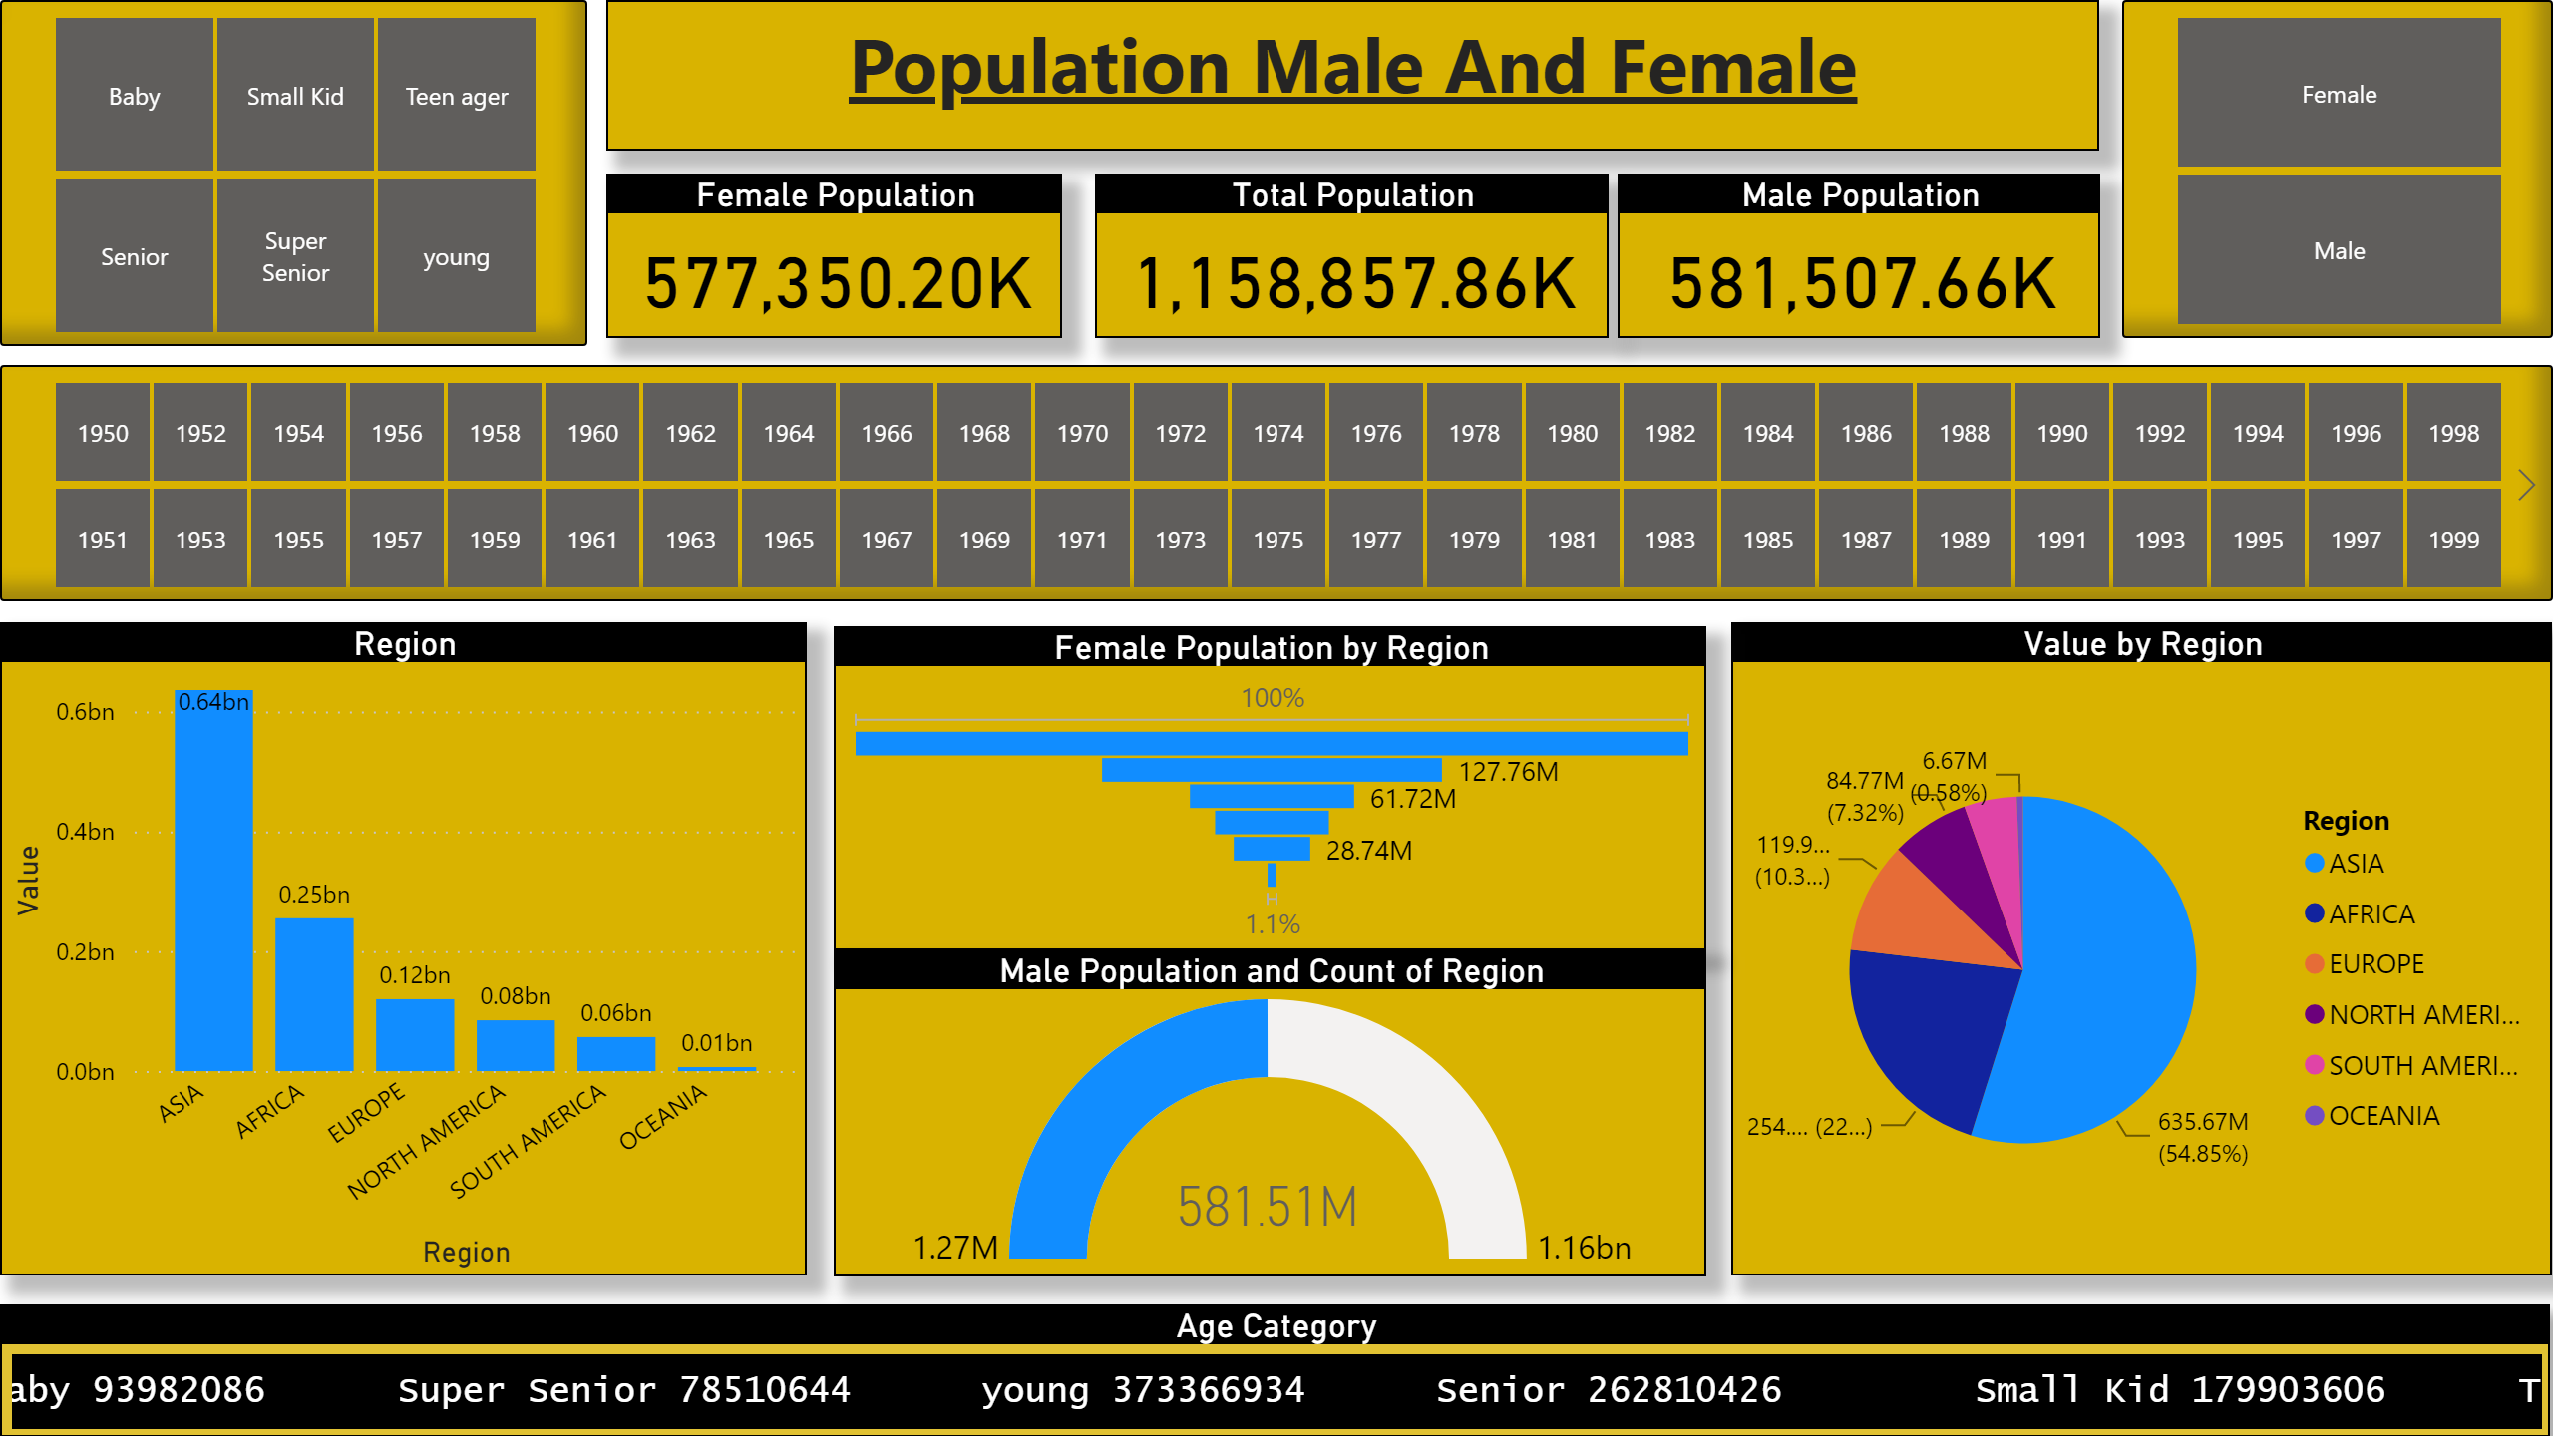 Baby
Small Kid
Teen ager
Senior
Super
Senior
young
Population Male And Female
Female Population
577,350.20K
Total Population
1,158,857.86K
Male Population
581,507.66K
Female
Male
1950 1952 1954 1956 1958 1960 1962 1964 1966 1968 1970 1972 1974 1976 1978 1980 1982 1984 1986 1988 1990 1992 1994 1996 1998
1951 1953 1955 1957 1959 1961 1963 1965 1967 1969 1971 1973 1975 1977 1979 1981 1983 1985 1987 1989 1991 1993 1995 1997 1999
Region
Value
0.6bn
0.4bn
0.2bn
0.0bn
0.64bn
0.25bn
0.12bn
0.08bn
0.06bn
0.01bn
ASIA
AFRICA
EUROPE
NORTH AMERICA
SOUTH AMERICA
OCEANIA
Region
Female Population by Region
100%
127.76M
61.72M
28.74M
1.1%
Male Population and Count of Region
581.51M
1.27M
1.16bn
Value by Region
6.67M
(0.58%)
84.77M
(7.32%)
119.9...
(10.3...)
254.... (22...)
635.67M
(54.85%)
Region
ASIA
AFRICA
EUROPE
NORTH AMERI...
SOUTH AMERI...
OCEANIA
Age Category
aby 93982086 Super Senior 78510644 young 373366934 Senior 262810426 Small Kid 179903606 T